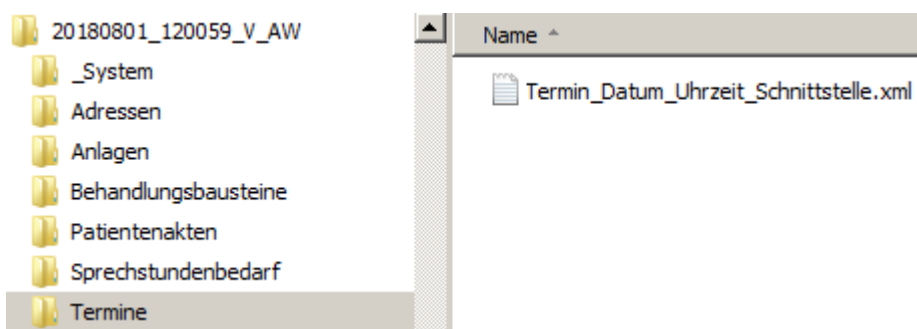 20180801_120059_V_AW
_System
Adressen
Anlagen
Behandlungsbausteine
Patientenakten
Sprechstundenbedarf
Termine
Name
Termin_Datum_Uhrzeit_Schnittstelle.xml